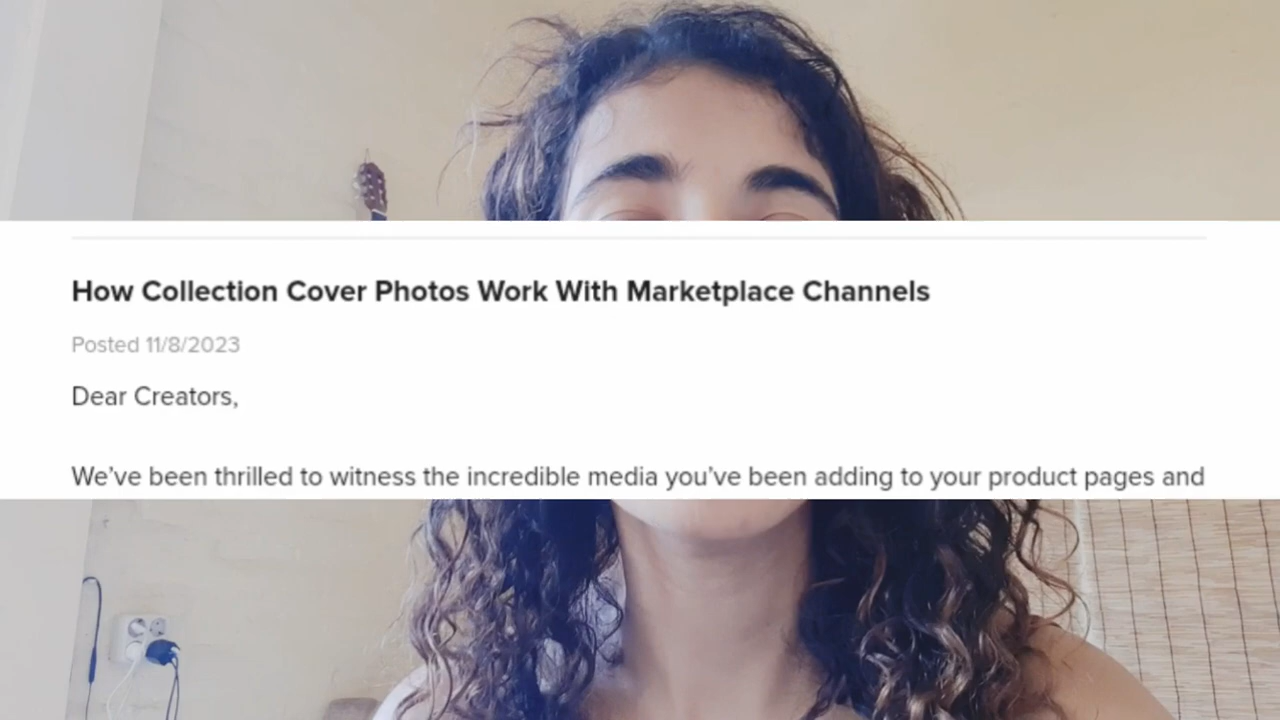 How Collection Cover Photos Work With Marketplace Channels
Posted 11/8/2023
Dear Creators,
We've been thrilled to witness the incredible media you've been adding to your product pages and